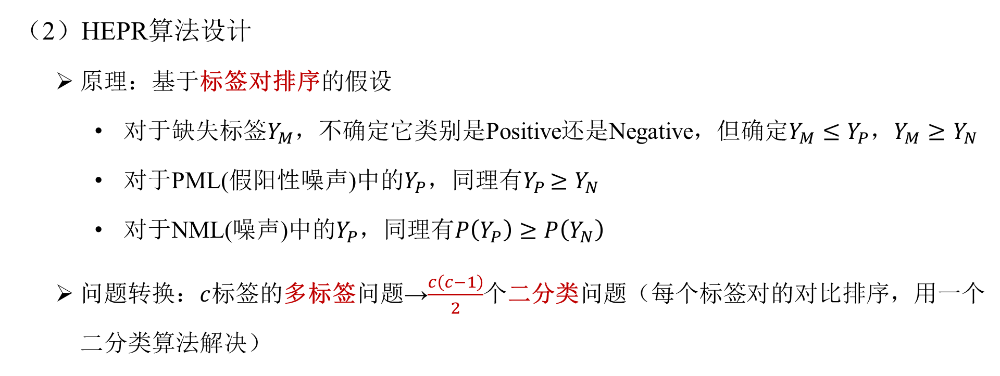 （2）HEPR算法设计
➢ 原理：基于标签对排序的假设
• 对于缺失标签$Y_M$，不确定它类别是Positive还是Negative，但确定$Y_M \leq Y_P$，$Y_M \geq Y_N$
• 对于PML(假阳性噪声)中的$Y_P$，同理有$Y_P \geq Y_N$
• 对于NML(噪声)中的$Y_P$，同理有$P(Y_P) \geq P(Y_N)$
➢ 问题转换：$c$标签的多标签问题→$\frac{c(c-1)}{2}$个二分类问题（每个标签对的对比排序，用一个
二分类算法解决）